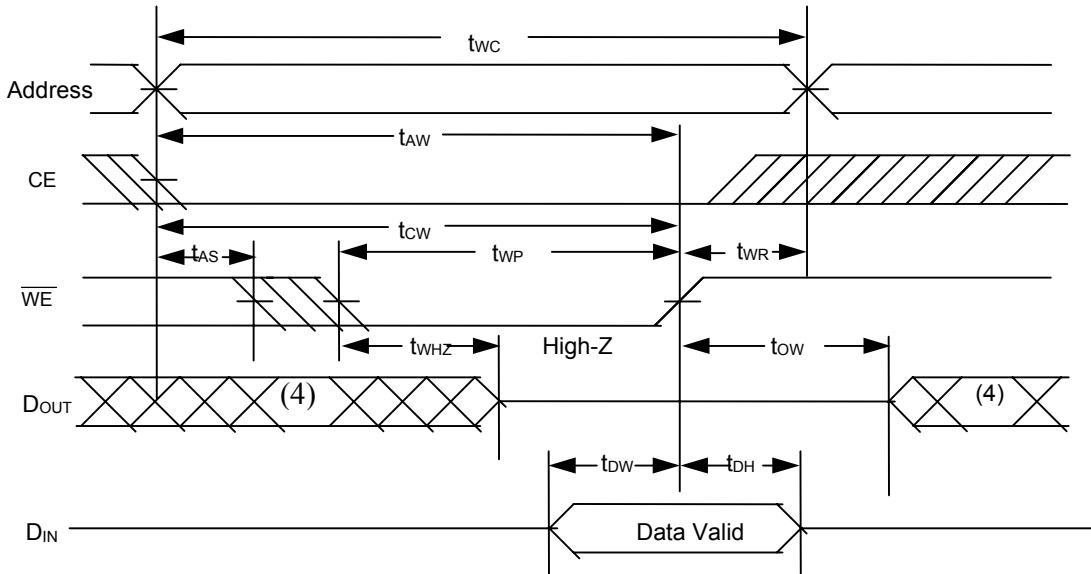 tWC
Address
tAW
CE
tCW
tAS
tWP
tWR
WE
tWHZ
High-Z
tOW
DOUT
(4)
(4)
tDW
tDH
DIN
Data Valid